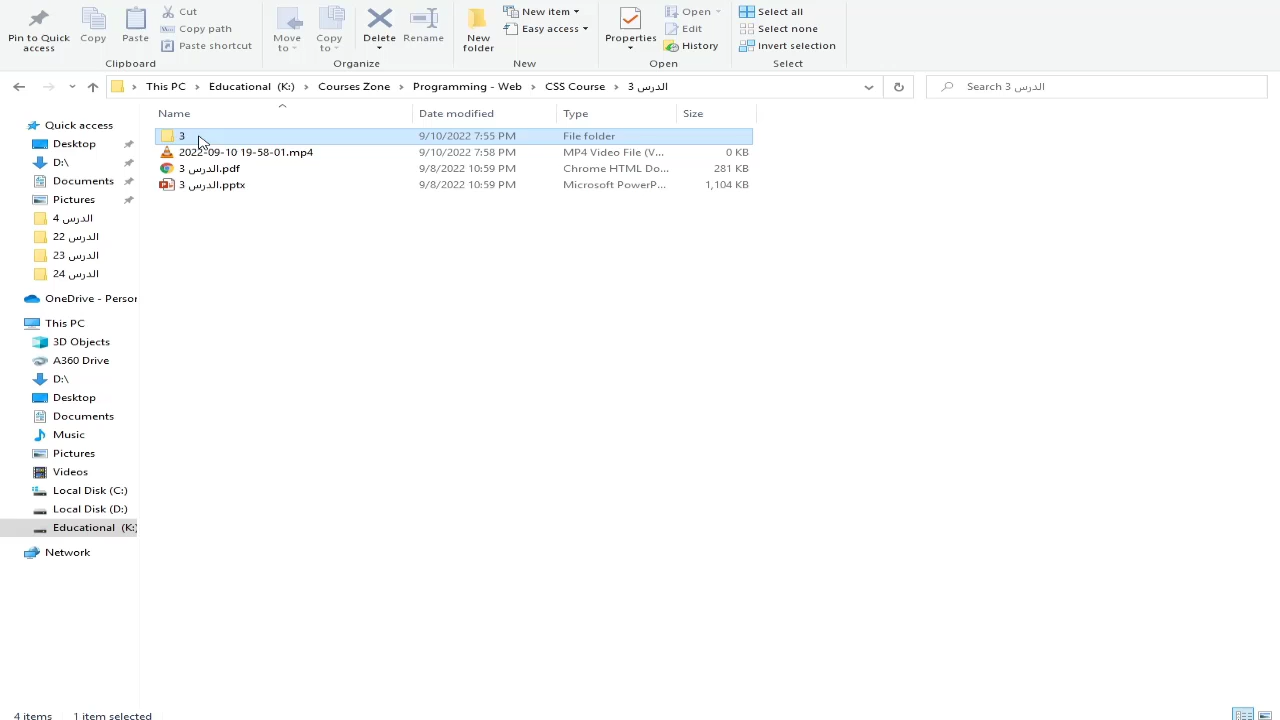 Cut
Copy path
Paste shortcut
Pin to Quick access
Copy
Paste
Clipboard
Move to
Copy to
Delete
Rename
Organize
New folder
New item
Easy access
New
Properties
Open
Edit
History
Open
Select all
Select none
Invert selection
Select
This PC › Educational (K:) › Courses Zone › Programming - Web › CSS Course › الدرس 3
Search الدرس 3
Name Date modified Type Size
3 9/10/2022 7:55 PM File folder
2022-09-10 19-58-01.mp4 9/10/2022 7:58 PM MP4 Video File (V... 0 KB
الدرس 3.pdf 9/8/2022 10:59 PM Chrome HTML Do... 281 KB
الدرس 3.pptx 9/8/2022 10:59 PM Microsoft PowerP... 1,104 KB
Quick access
Desktop
D:\
Documents
Pictures
الدرس 4
الدرس 22
الدرس 23
الدرس 24
OneDrive - Person
This PC
3D Objects
A360 Drive
D:\
Desktop
Documents
Music
Pictures
Videos
Local Disk (C:)
Local Disk (D:)
Educational (K:)
Network
4 items 1 item selected